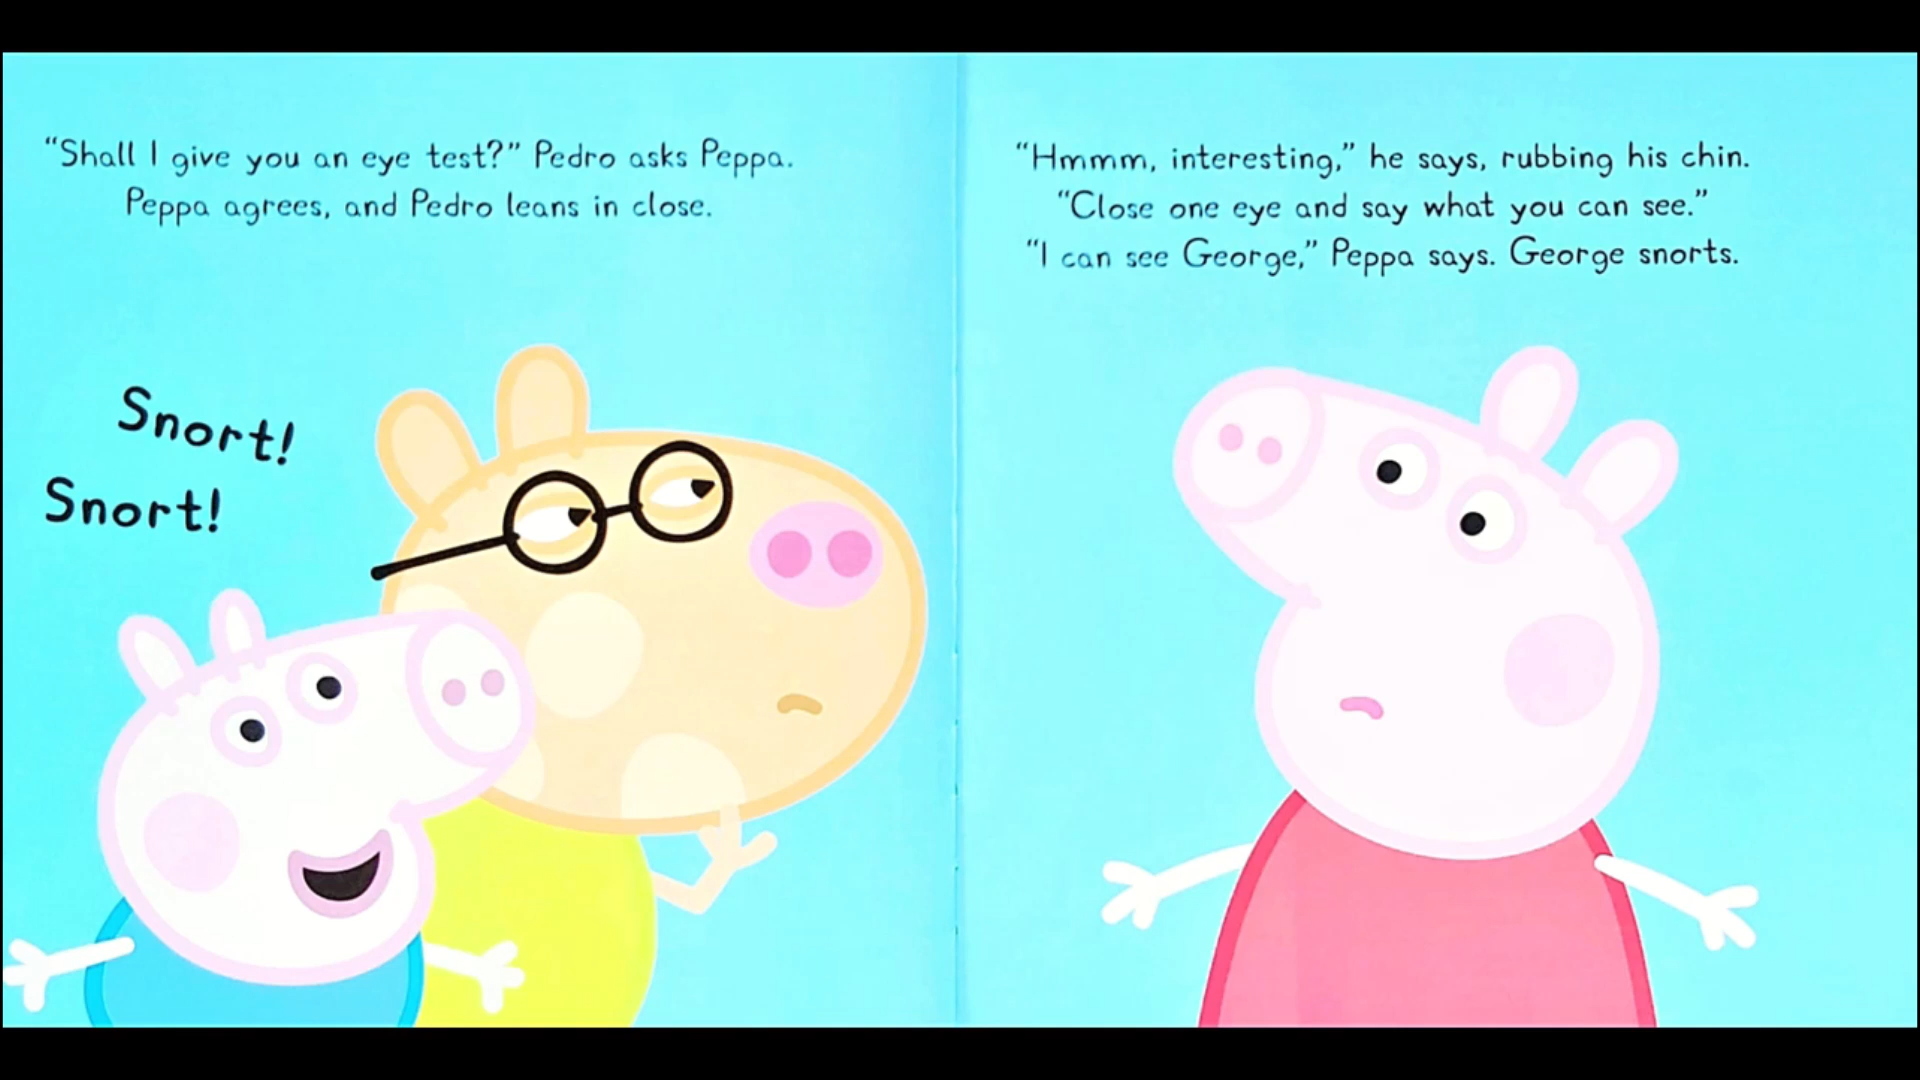 “Shall I give you an eye test?” Pedro asks Peppa.
Peppa agrees, and Pedro leans in close.
Snort!
Snort!
“Hmmm, interesting,” he says, rubbing his chin.
“Close one eye and say what you can see.”
“I can see George,” Peppa says. George snorts.